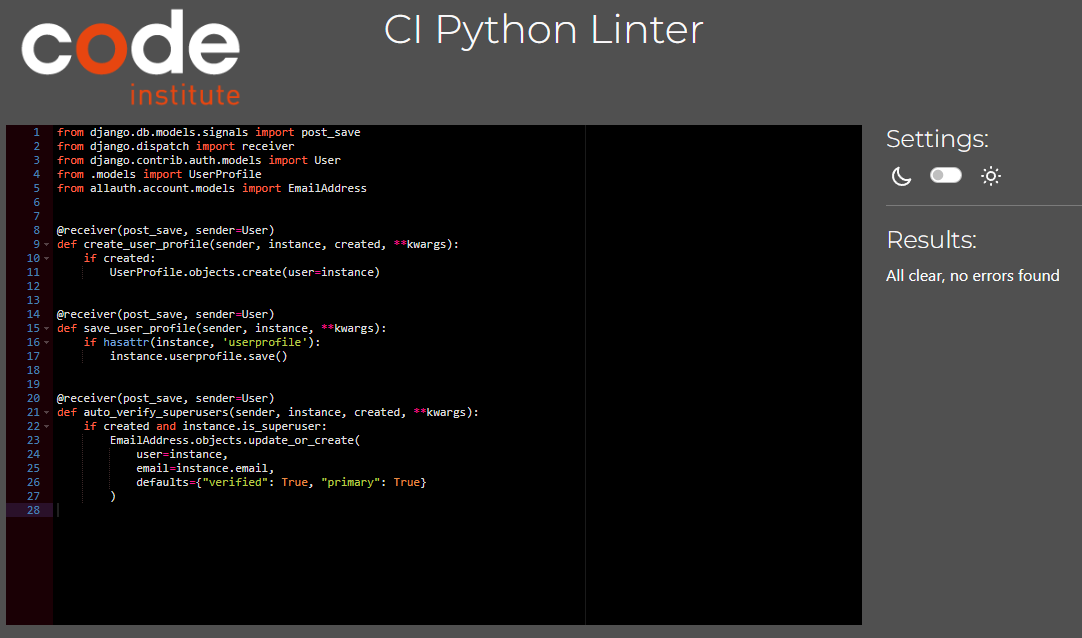 code
institute
CI Python Linter
1 from django.db.models.signals import post_save
2 from django.dispatch import receiver
3 from django.contrib.auth.models import User
4 from .models import UserProfile
5 from allauth.account.models import EmailAddress
6
7
8 @receiver(post_save, sender=User)
9 def create_user_profile(sender, instance, created, **kwargs):
10     if created:
11         UserProfile.objects.create(user=instance)
12
13
14 @receiver(post_save, sender=User)
15 def save_user_profile(sender, instance, **kwargs):
16     if hasattr(instance, 'userprofile'):
17         instance.userprofile.save()
18
19
20 @receiver(post_save, sender=User)
21 def auto_verify_superusers(sender, instance, created, **kwargs):
22     if created and instance.is_superuser:
23         EmailAddress.objects.update_or_create(
24             user=instance,
25             email=instance.email,
26             defaults={"verified": True, "primary": True}
27         )
28
Settings:
Results:
All clear, no errors found